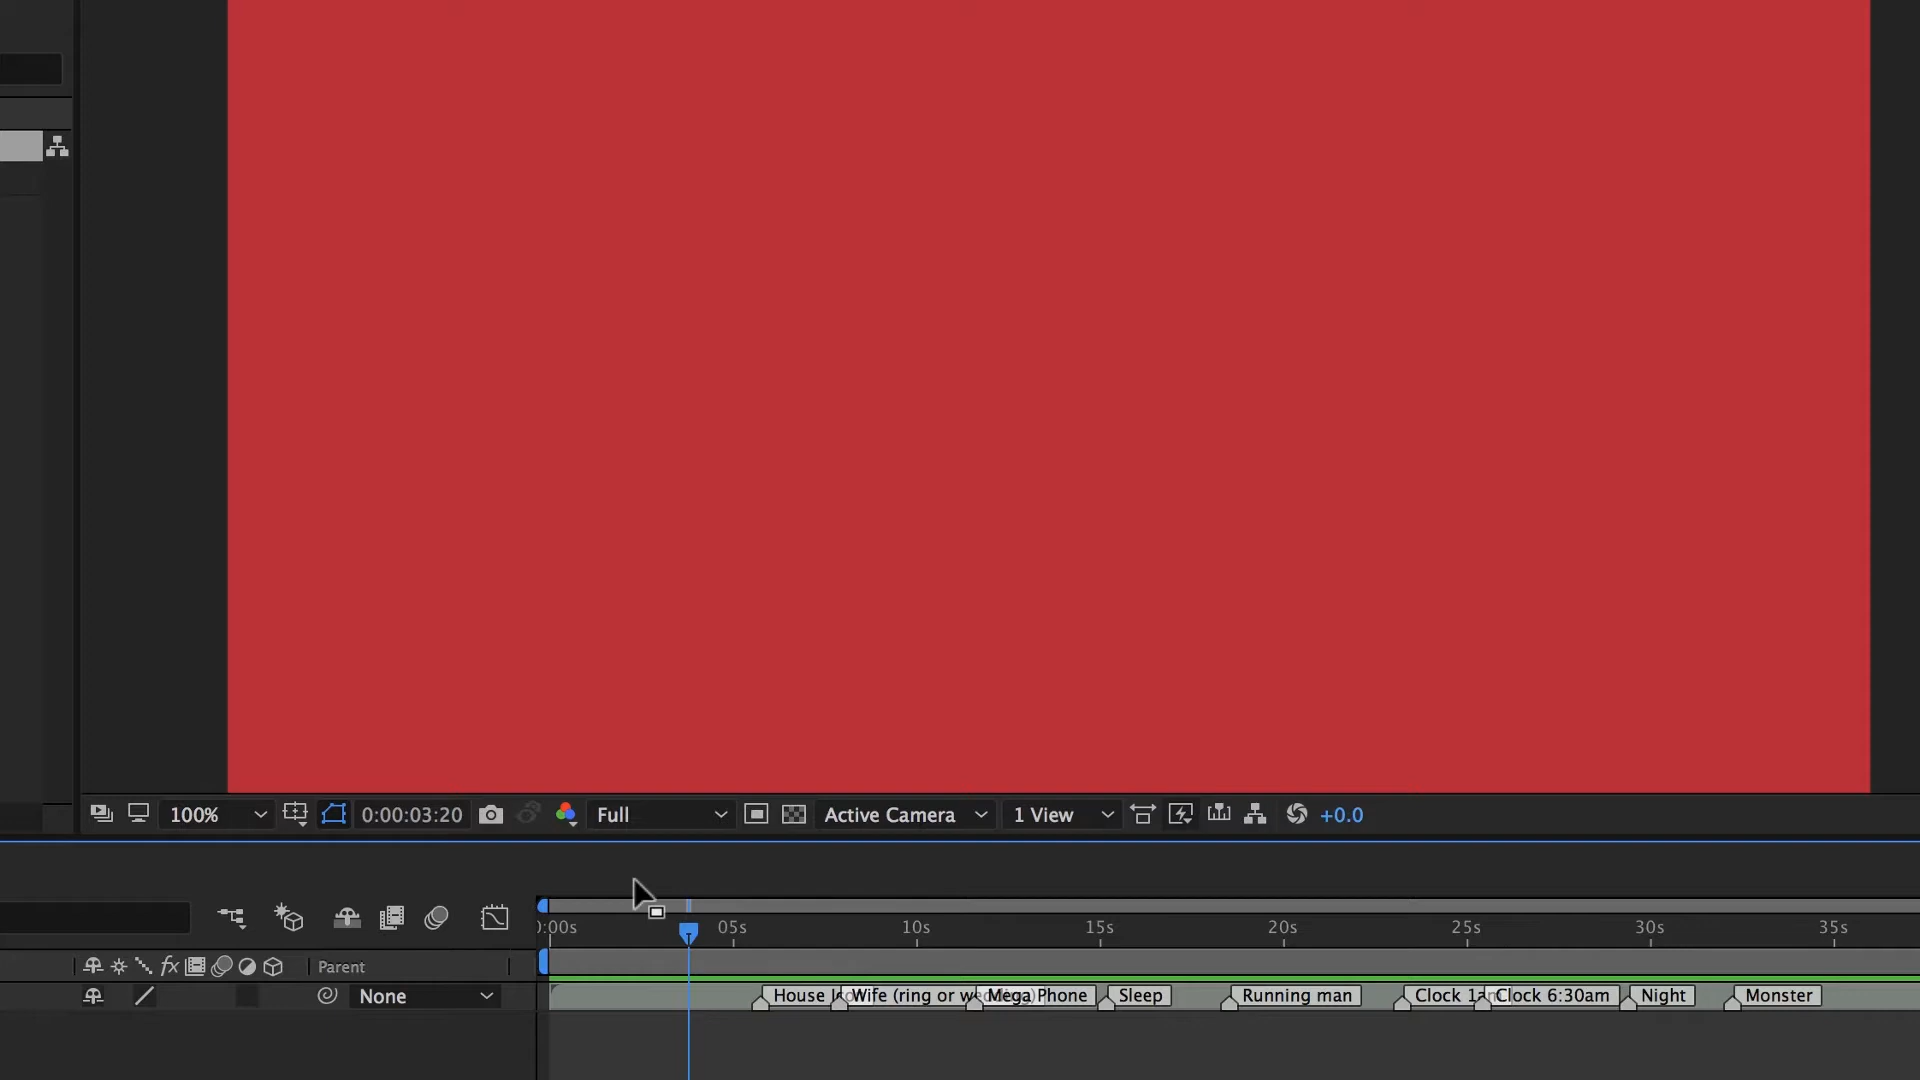 100% 0:00:03:20 Full Active Camera 1 View +0.0
:00s 05s 10s 15s 20s 25s 30s 35s
fx Parent
None House Wife (ring or Mega Phone Sleep Running man Clock Clock 6:30am Night Monster